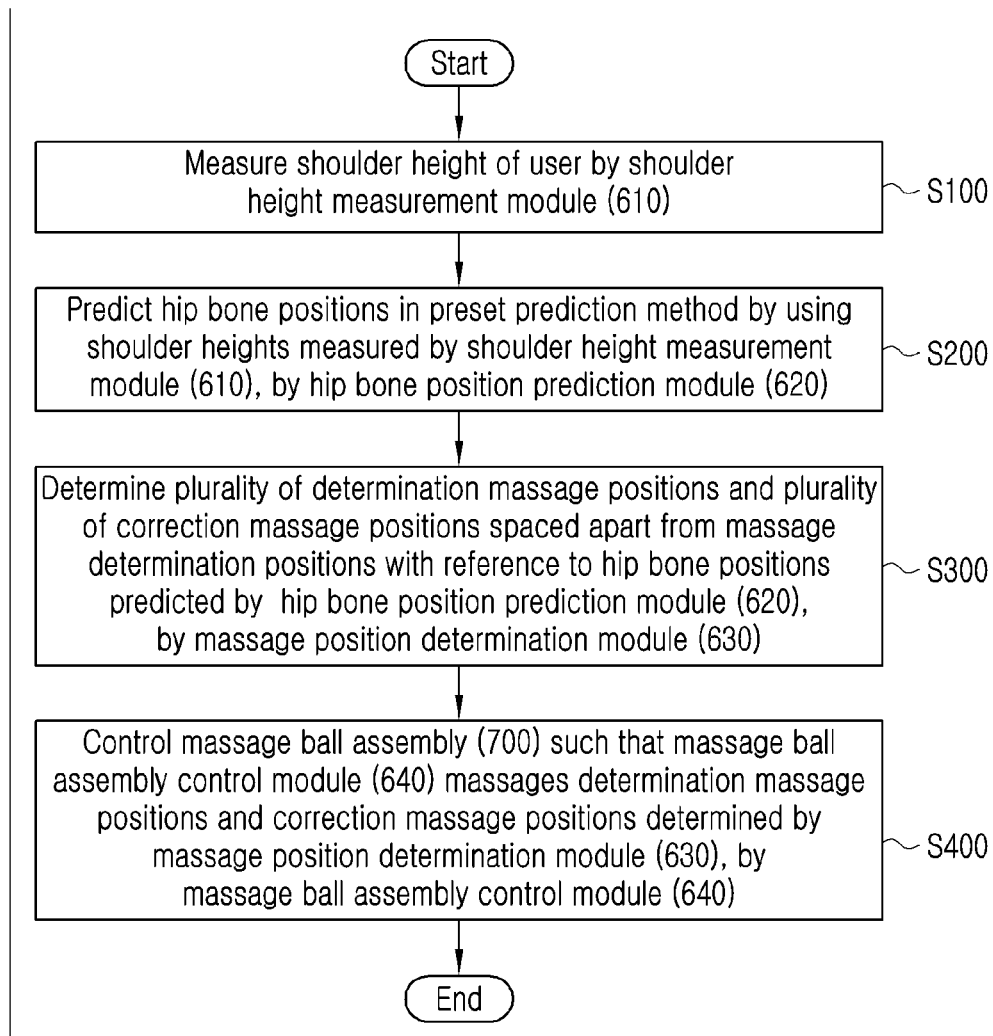 Start
Measure shoulder height of user by shoulder
height measurement module (610)
S100
Predict hip bone positions in preset prediction method by using
shoulder heights measured by shoulder height measurement
module (610), by hip bone position prediction module (620)
S200
Determine plurality of determination massage positions and plurality
of correction massage positions spaced apart from massage
determination positions with reference to hip bone positions
predicted by hip bone position prediction module (620),
by massage position determination module (630)
S300
Control massage ball assembly (700) such that massage ball
assembly control module (640) massages determination massage
positions and correction massage positions determined by
massage position determination module (630), by
massage ball assembly control module (640)
S400
End